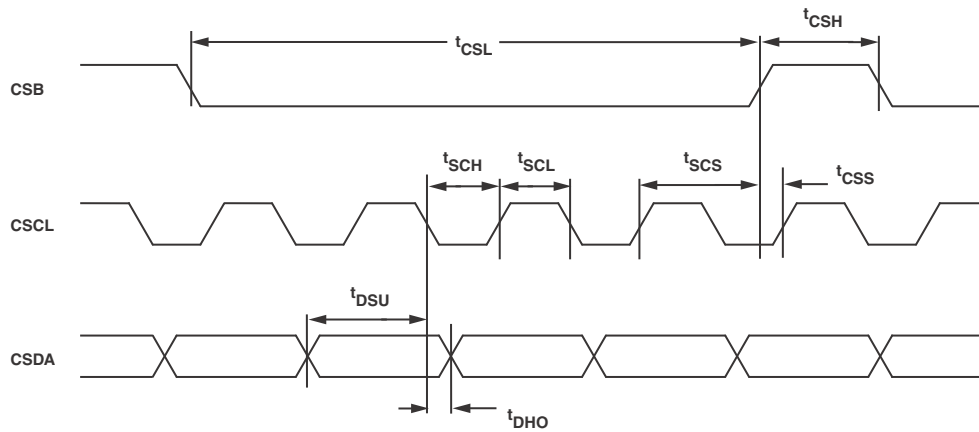 tCSH
tCSL
CSB
tSCH
tSCL
tSCS
tCSS
CSCL
tDSU
CSDA
tDHO